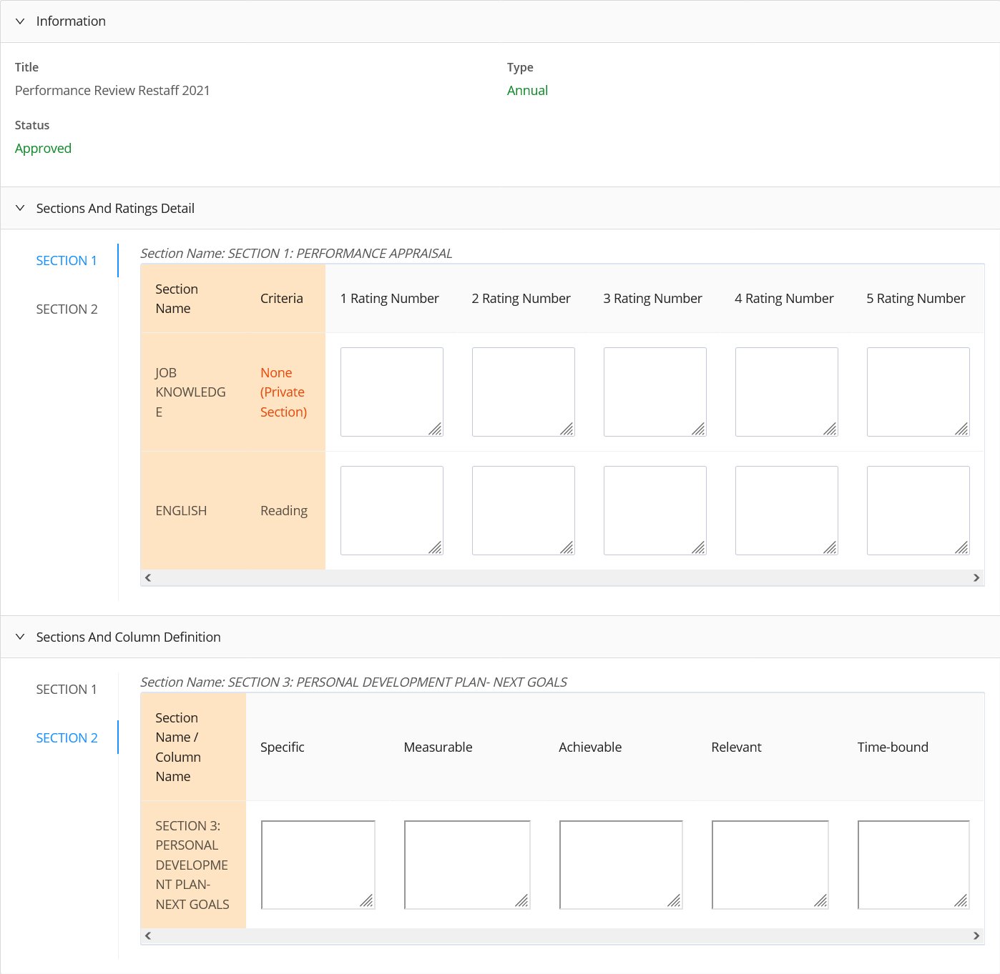 Information
Title
Type
Performance Review Restaff 2021
Annual
Status
Approved
Sections And Ratings Detail
SECTION 1
SECTION 2
Section Name: SECTION 1: PERFORMANCE APPRAISAL
Section
Name
Criteria
1 Rating Number
2 Rating Number
3 Rating Number
4 Rating Number
5 Rating Number
JOB
KNOWLEDG
E
None
(Private
Section)
ENGLISH
Reading
Sections And Column Definition
SECTION 1
SECTION 2
Section Name: SECTION 3: PERSONAL DEVELOPMENT PLAN- NEXT GOALS
Section
Name /
Column
Name
Specific
Measurable
Achievable
Relevant
Time-bound
SECTION 3:
PERSONAL
DEVELOPME
NT PLAN-
NEXT GOALS